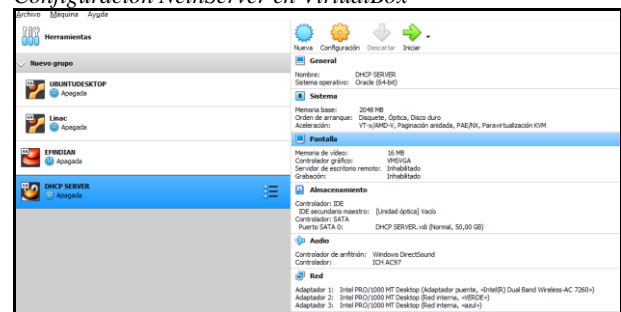 Configuración NethServer en VirtualBox
Archivo Máquina Ayuda
Herramientas
Nueva Configuración Descartar Iniciar
Nuevo grupo
UBUNTUDESKTOP
Apagada
Linac
Apagada
EMNDIAN
Apagada
DHCP SERVER
Apagada
General
Nombre: DHCP SERVER
Sistema operativo: Oracle (64-bit)
Sistema
Memoria base: 2048 MB
Orden de arranque: Disquete, Óptica, Disco duro
Aceleración: VT-x/AMD-V, Paginación anidada, PAE/NX, Paravirtualización KVM
Pantalla
Memoria de vídeo: 16 MB
Controlador gráfico: VMSVGA
Servidor de escritorio remoto: Inhabilitado
Grabación: Inhabilitado
Almacenamiento
Controlador: IDE
IDE secundario maestro: [Unidad óptica] Vacío
Controlador: SATA
Puerto SATA 0: DHCP SERVER.vdi (Normal, 50,00 GB)
Audio
Controlador de anfitrión: Windows DirectSound
Controlador: ICH AC97
Red
Adaptador 1: Intel PRO/1000 MT Desktop (Adaptador puente, «Intel(R) Dual Band Wireless-AC 7260»)
Adaptador 2: Intel PRO/1000 MT Desktop (Red interna, «VERDE»)
Adaptador 3: Intel PRO/1000 MT Desktop (Red interna, «azul»)